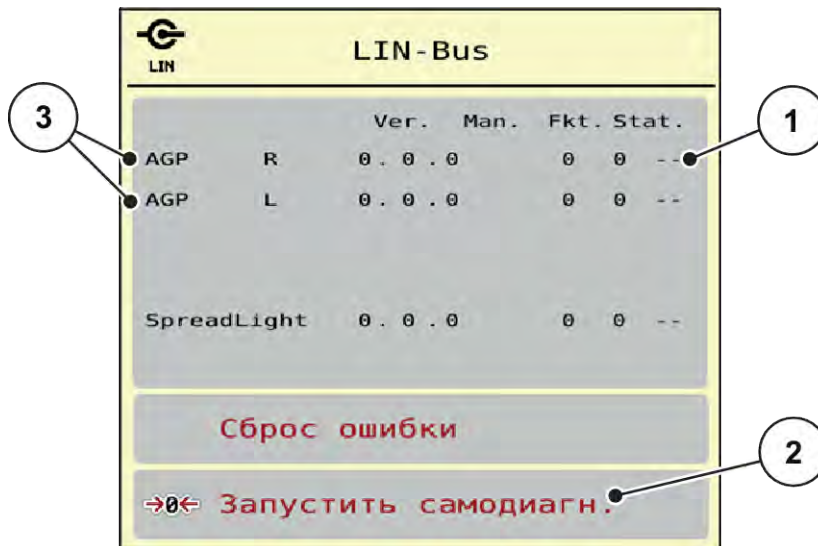 LIN
LIN-Bus
Ver. Man. Fkt. Stat.
AGP R 0.0.0 0 0 --
AGP L 0.0.0 0 0 --
SpreadLight 0.0.0 0 0 --
Сброс ошибки
→0← Запустить самодиагн.
3
1
2